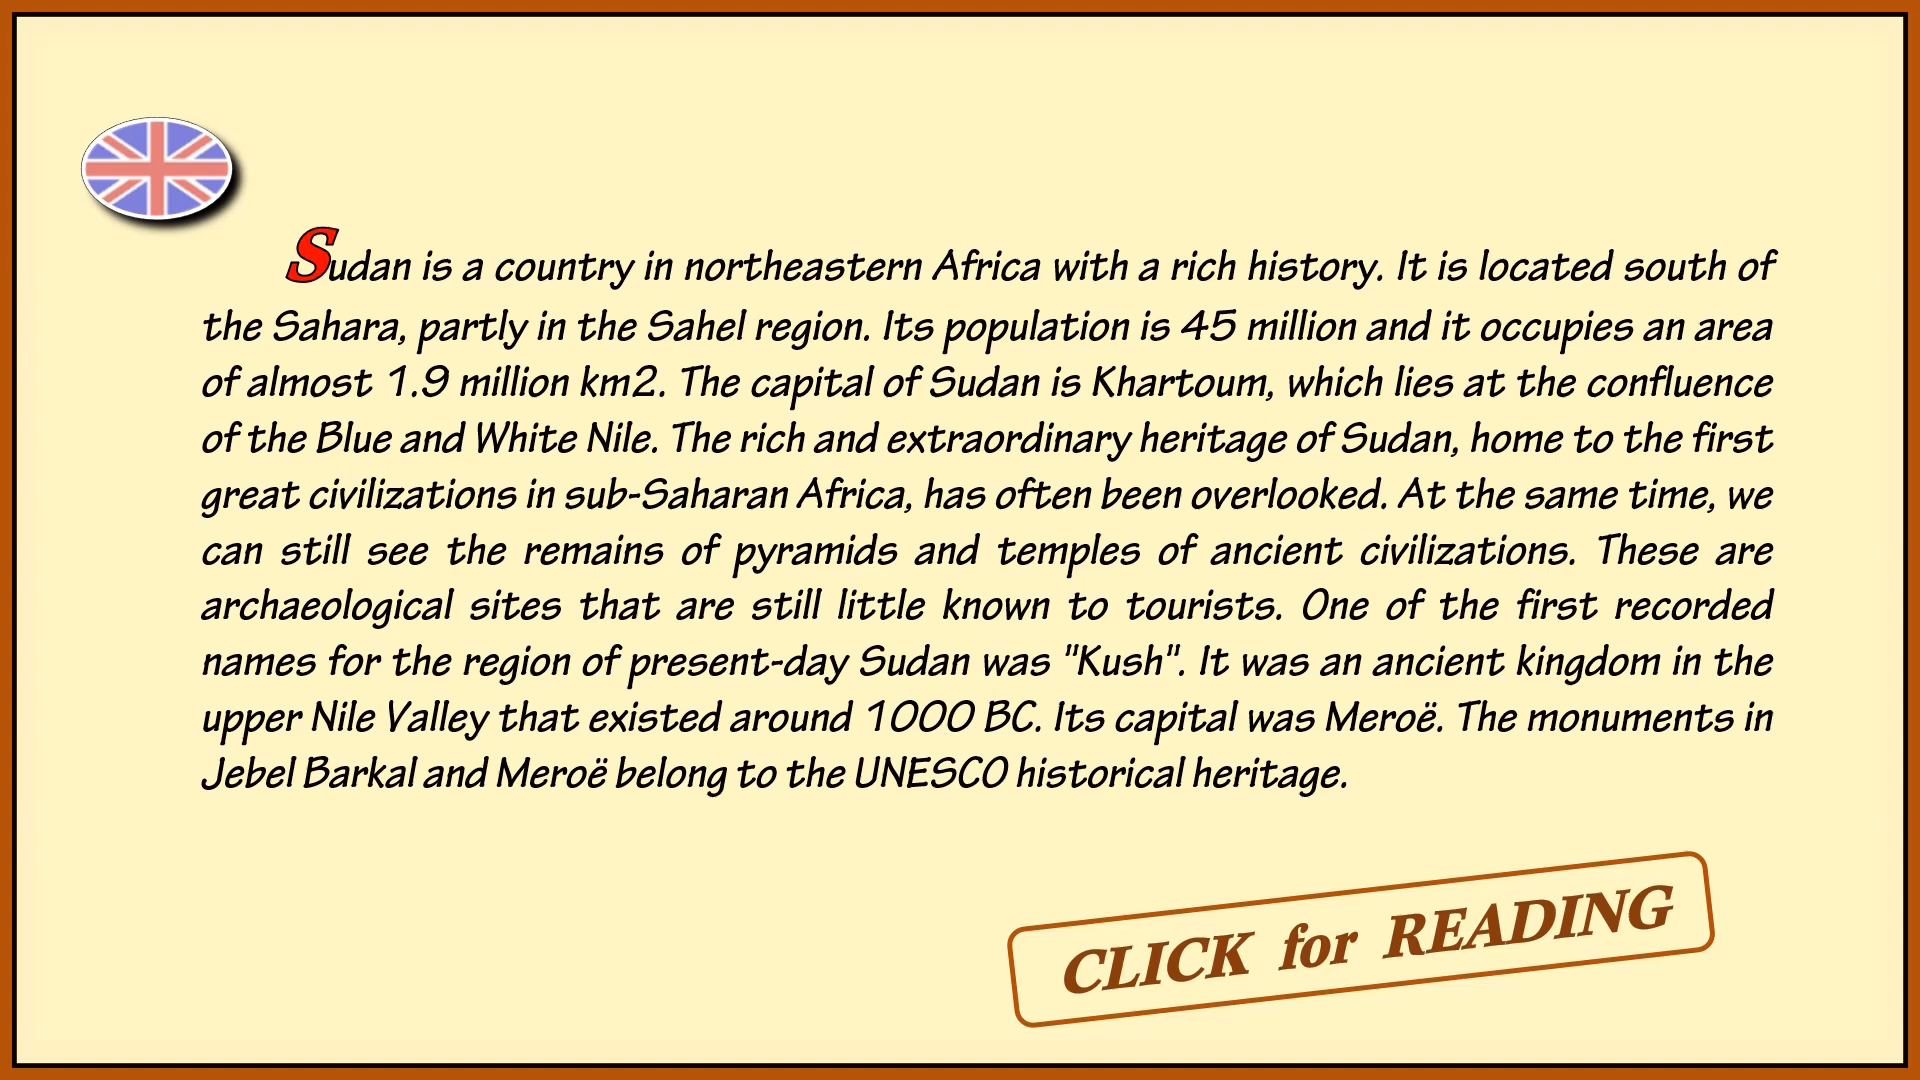 Sudan is a country in northeastern Africa with a rich history. It is located south of
the Sahara, partly in the Sahel region. Its population is 45 million and it occupies an area
of almost 1.9 million km2. The capital of Sudan is Khartoum, which lies at the confluence
of the Blue and White Nile. The rich and extraordinary heritage of Sudan, home to the first
great civilizations in sub-Saharan Africa, has often been overlooked. At the same time, we
can still see the remains of pyramids and temples of ancient civilizations. These are
archaeological sites that are still little known to tourists. One of the first recorded
names for the region of present-day Sudan was "Kush". It was an ancient kingdom in the
upper Nile Valley that existed around 1000 BC. Its capital was Meroë. The monuments in
Jebel Barkal and Meroë belong to the UNESCO historical heritage.
CLICK for READING